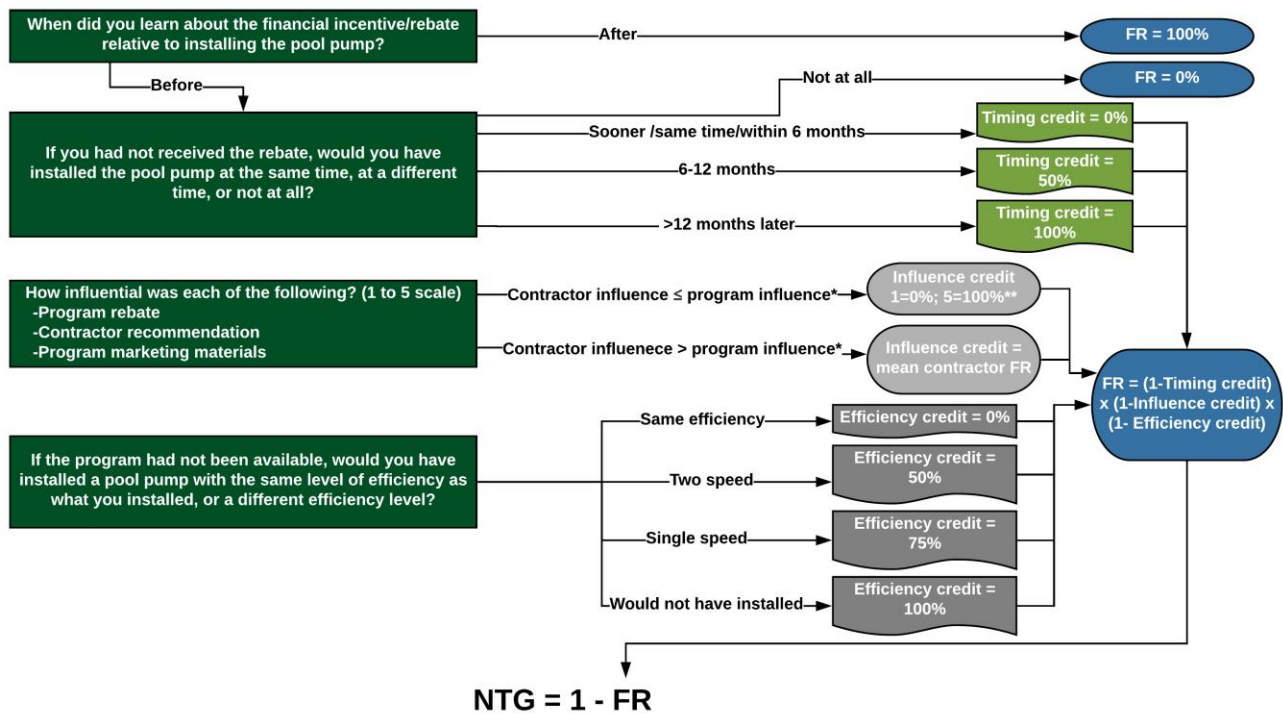 When did you learn about the financial incentive/rebate
relative to installing the pool pump?
After
FR = 100%
Before
Not at all
FR = 0%
If you had not received the rebate, would you have
installed the pool pump at the same time, at a different
time, or not at all?
Sooner /same time/within 6 months
Timing credit = 0%
6-12 months
Timing credit =
50%
>12 months later
Timing credit =
100%
How influential was each of the following? (1 to 5 scale)
-Program rebate
-Contractor recommendation
-Program marketing materials
Contractor influence ≤ program influence*
Influence credit
1=0%; 5=100%**
Contractor influenece > program influence*
Influence credit =
mean contractor FR
FR = (1-Timing credit)
x (1-Influence credit) x
(1- Efficiency credit)
If the program had not been available, would you have
installed a pool pump with the same level of efficiency as
what you installed, or a different efficiency level?
Same efficiency
Efficiency credit = 0%
Two speed
Efficiency credit =
50%
Single speed
Efficiency credit =
75%
Would not have installed
Efficiency credit =
100%
NTG = 1 - FR